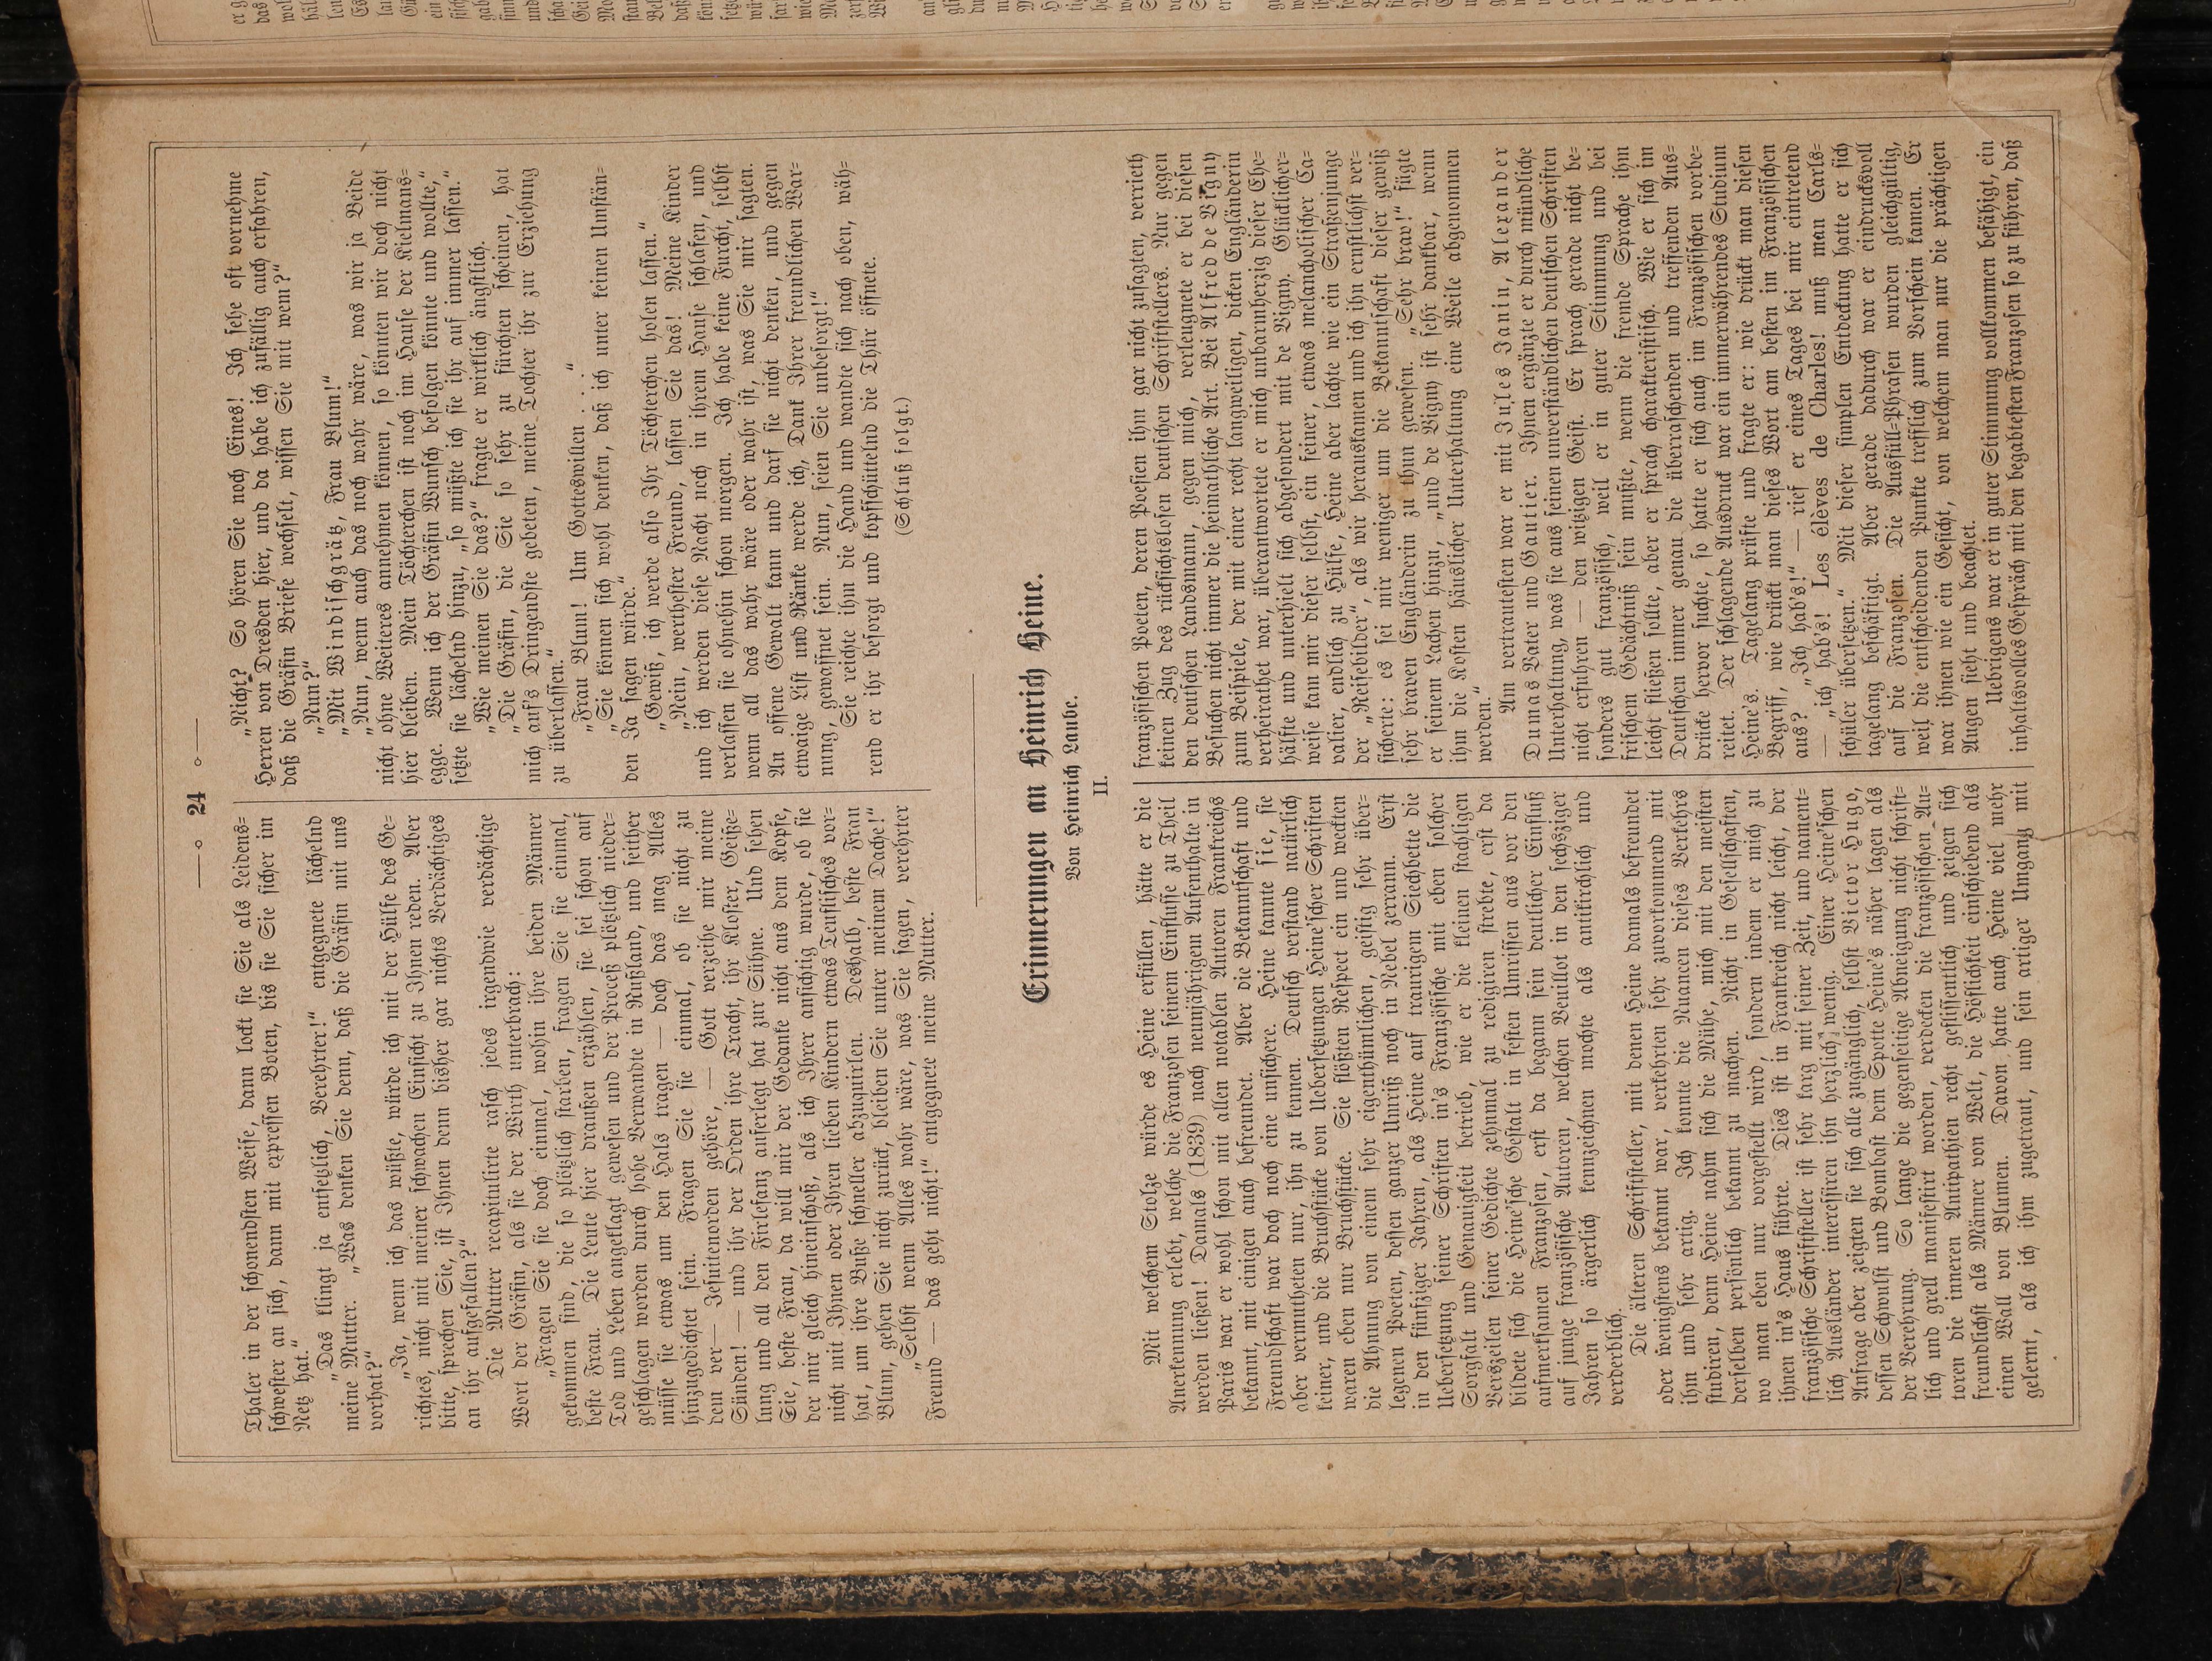 —◦ 24 ◦—
Thaler in der schonendsten Weise, dann lockt sie Sie als Leidens=
schwester an sich, dann mit expressen Boten, bis sie Sie sicher im
Netz hat.“
„Das klingt ja entsetzlich, Verehrter!“ entgegnete lächelnd
meine Mutter. „Was denken Sie denn, daß die Gräfin mit uns
vorhat?“
„Ja, wenn ich das wüßte, würde ich mit der Hülfe des Ge=
richtes, nicht mit meiner schwachen Einsicht zu Ihnen reden. Aber
bitte, sprechen Sie, ist Ihnen denn bisher gar nichts Verdächtiges
an ihr aufgefallen?“
Die Mutter recapitulirte rasch jedes irgendwie verdächtige
Wort der Gräfin, als sie der Wirth unterbrach:
„Fragen Sie sie doch einmal, wohin ihre beiden Männer
gekommen sind, die so plötzlich starben, fragen Sie sie einmal,
beste Frau. Die Leute hier draußen erzählen, sie sei schon auf
Tod und Leben angeklagt gewesen und der Proceß plötzlich nieder=
geschlagen worden durch hohe Verwandte in Rußland, und seither
müsse sie etwas um den Hals tragen — doch das mag Alles
hinzugedichtet sein. Fragen Sie sie einmal, ob sie nicht zu
dem ver— Jesuitenorden gehöre, — Gott verzeihe mir meine
Sünden! — und ihr der Orden ihre Tracht, ihr Kloster, Geiße=
lung und all den Firlefanz auferlegt hat zur Sühne. Und sehen
Sie, beste Frau, da will mir der Gedanke nicht aus dem Kopfe,
der mir gleich hineinschoß, als ich Ihrer ansichtig wurde, ob sie
nicht mit Ihnen oder Ihren lieben Kindern etwas Teuflisches vor=
hat, um ihre Buße schneller abzuquirlen. Deshalb, beste Frau
Blum, gehen Sie nicht zurück, bleiben Sie unter meinem Dache!“
„Selbst wenn Alles wahr wäre, was Sie sagen, verehrter
Freund — das geht nicht!“ entgegnete meine Mutter.
„Nicht? So hören Sie noch Eines! Ich sehe oft vornehme
Herren von Dresden hier, und da habe ich zufällig auch erfahren,
daß die Gräfin Briefe wechselt, wissen Sie mit wem?“
„Nun?“
„Mit Windischgrätz, Frau Blum!“
„Nun, wenn auch das noch wahr wäre, was wir ja Beide
nicht ohne Weiteres annehmen können, so könnten wir doch nicht
hier bleiben. Mein Töchterchen ist noch im Hause der Kielmans=
egge. Wenn ich der Gräfin Wunsch befolgen könnte und wollte,“
setzte sie lächelnd hinzu, „so müßte ich sie ihr auf immer lassen.“
„Wie meinen Sie das?“ fragte er wirklich ängstlich.
„Die Gräfin, die Sie so sehr zu fürchten scheinen, hat
mich auf's Dringendste gebeten, meine Tochter ihr zur Erziehung
zu überlassen.“
„Frau Blum! Um Gotteswillen . . .“
„Sie können sich wohl denken, daß ich unter keinen Umstän=
den Ja sagen würde.“
„Gewiß, ich werde also Ihr Töchterchen holen lassen.“
„Nein, werthester Freund, lassen Sie das! Meine Kinder
und ich werden diese Nacht noch in ihrem Hause schlafen, und
verlassen sie ohnehin schon morgen. Ich habe keine Furcht, selbst
wenn all das wahr wäre oder wahr ist, was Sie mir sagten.
An offene Gewalt kann und darf sie nicht denken, und gegen
etwaige List und Ränke werde ich, Dank Ihrer freundlichen War=
nung, gewaffnet sein. Nun, seien Sie unbesorgt!“
Sie reichte ihm die Hand und wandte sich nach oben, wäh=
rend er ihr besorgt und kopfschüttelnd die Thür öffnete.
(Schluß folgt.)
Erinnerungen an Heinrich Heine.
Von Heinrich Laube.
II.
Mit welchem Stolze würde es Heine erfüllen, hätte er die
Anerkennung erlebt, welche die Franzosen seinem Einflusse zu Theil
werden ließen! Damals (1839) nach neunjährigem Aufenthalte in
Paris war er wohl schon mit allen notablen Autoren Frankreichs
bekannt, mit einigen auch befreundet. Aber die Bekanntschaft und
Freundschaft war doch noch eine unsichere. Heine kannte sie, sie
aber vermutheten nur, ihn zu kennen. Deutsch verstand natürlich
keiner, und die Bruchstücke von Uebersetzungen Heine'scher Schriften
waren eben nur Bruchstücke. Sie flößten Respect ein und weckten
die Ahnung von einem sehr eigenthümlichen, geistig sehr über=
legenen Poeten, dessen ganzer Umriß noch in Nebel zerrann. Erst
in den fünfziger Jahren, als Heine auf traurigem Siechbette die
Uebersetzung seiner Schriften in's Französische mit eben solcher
Sorgfalt und Genauigkeit betrieb, wie er die kleinen stachligen
Verszeilen seiner Gedichte zehnmal zu redigiren strebte, erst da
bildete sich die Heine'sche Gestalt in festen Umrissen aus vor den
aufmerksamen Franzosen, erst da begann sein deutlicher Einfluß
auf junge französische Autoren, welchen Veuillot in den sechsziger
Jahren so ärgerlich kennzeichnen mochte als antikirchlich und
verderblich.
Die älteren Schriftsteller, mit denen Heine damals befreundet
oder wenigstens bekannt war, verkehrten sehr zuvorkommend mit
ihm und sehr artig. Ich konnte die Nuancen dieses Verkehrs
studiren, denn Heine nahm sich die Mühe, mich mit den meisten
derselben persönlich bekannt zu machen. Nicht in Gesellschaften,
wo man eben nur vorgestellt wird, sondern indem er mich zu
ihnen in's Haus führte. Dies ist in Frankreich nicht leicht, der
französische Schriftsteller ist sehr karg mit seiner Zeit, und nament=
lich Ausländer interessiren ihn herzlich wenig. Einer Heine'schen
Anfrage aber zeigten sie sich alle zugänglich, selbst Victor Hugo,
dessen Schwulst und Bombast dem Spotte Heine's näher lagen als
der Verehrung. So lange die gegenseitige Abneigung nicht schrift=
lich und grell manifestirt worden, verdecken die französischen Au=
toren die inneren Antipathien recht geflissentlich und zeigen sich
freundlichst als Männer von Welt, die Höflichkeit einschiebend als
einen Wall von Blumen. Davon hatte auch Heine viel mehr
gelernt, als ich ihm zugetraut, und sein artiger Umgang mit
französischen Poeten, deren Poesien ihm gar nicht zusagten, verrieth
keinen Zug des rücksichtslosen deutschen Schriftstellers. Nur gegen
den deutschen Landsmann, gegen mich, verleugnete er bei diesen
Besuchen nicht immer die heimathliche Art. Bei Alfred de Vigny
zum Beispiele, der mit einer recht langweiligen, dicken Engländerin
verheirathet war, überantwortete er mich unbarmherzig dieser Ehe=
hälfte und unterhielt sich abgesondert mit de Vigny. Glücklicher=
weise kam mir dieser selbst, ein feiner, etwas melancholischer Ca=
valier, endlich zu Hülfe, Heine aber lachte wie ein Straßenjunge
der „Reisebilder“, als wir herauskamen und ich ihn ernstlichst ver=
sicherte: es sei mir weniger um die Bekanntschaft dieser gewiß
sehr braven Engländerin zu thun gewesen. „Sehr brav!“ fügte
er seinem Lachen hinzu, „und de Vigny ist sehr dankbar, wenn
ihm die Kosten häuslicher Unterhaltung eine Weile abgenommen
werden.“
Am vertrautesten war er mit Jules Janin, Alexander
Dumas Vater und Gautier. Ihnen ergänzte er durch mündliche
Unterhaltung, was sie aus seinen unverständlichen deutschen Schriften
nicht erfuhren — den witzigen Geist. Er sprach gerade nicht be=
sonders gut französisch, weil er in guter Stimmung und bei
frischem Gedächtniß sein mußte, wenn die fremde Sprache ihm
leicht fließen sollte, aber er sprach charakteristisch. Wie er sich im
Deutschen immer genau die überraschenden und treffenden Aus=
drücke hervor suchte, so hatte er sich auch im Französischen vorbe=
reitet. Der schlagende Ausdruck war ein immerwährendes Studium
Heine's. Tagelang prüfte und fragte er: wie drückt man diesen
Begriff, wie drückt man dieses Wort am besten im Französischen
aus? „Ich hab's!“ — rief er eines Tages bei mir eintretend
— „ich hab's! Les élèves de Charles! muß man Carls=
schüler übersetzen.“ Mit dieser simplen Entdeckung hatte er sich
tagelang beschäftigt. Aber gerade dadurch war er eindrucksvoll
auf die Franzosen. Die Ausfüll=Phrasen wurden gleichgültig,
weil die entscheidenden Punkte trefflich zum Vorschein kamen. Er
war ihnen wie ein Gesicht, von welchem man nur die prächtigen
Augen sieht und beachtet.
Uebrigens war er in guter Stimmung vollkommen befähigt, ein
inhaltsvolles Gespräch mit den begabtesten Franzosen so zu führen, daß